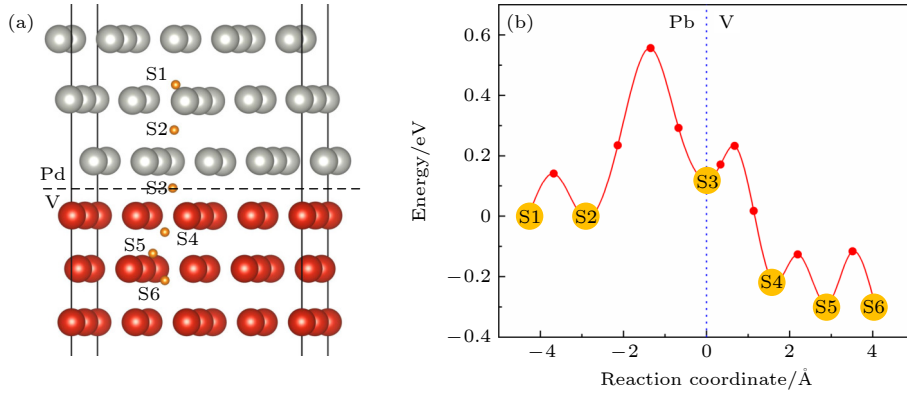 (a)
S1
S2
Pd
S3
V
S4
S5
S6
(b)
Pb V
0.6
0.4
0.2
0
−0.2
−0.4
Energy/eV
S1
S2
S3
S4
S5
S6
−4 −2 0 2 4
Reaction coordinate/Å